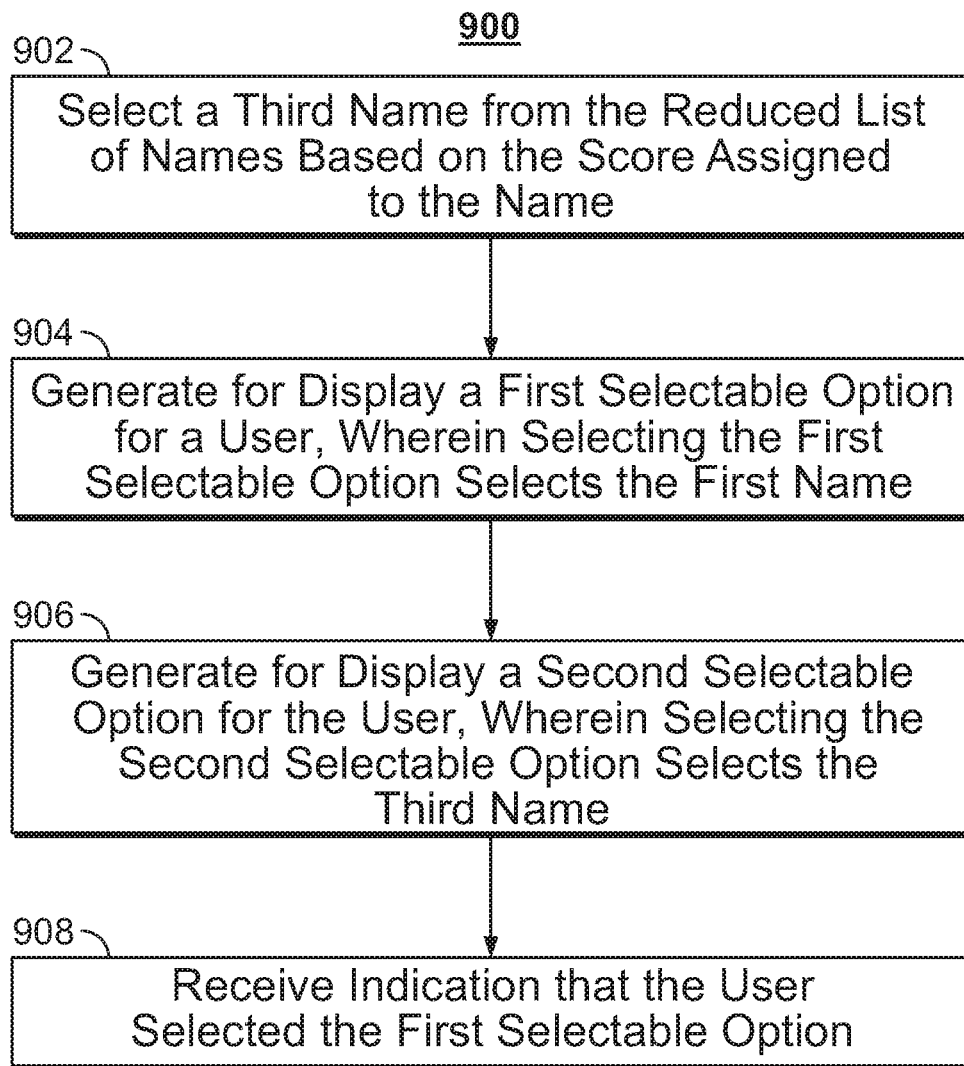 900
902
Select a Third Name from the Reduced List
of Names Based on the Score Assigned
to the Name
904
Generate for Display a First Selectable Option
for a User, Wherein Selecting the First
Selectable Option Selects the First Name
906
Generate for Display a Second Selectable
Option for the User, Wherein Selecting the
Second Selectable Option Selects the
Third Name
908
Receive Indication that the User
Selected the First Selectable Option